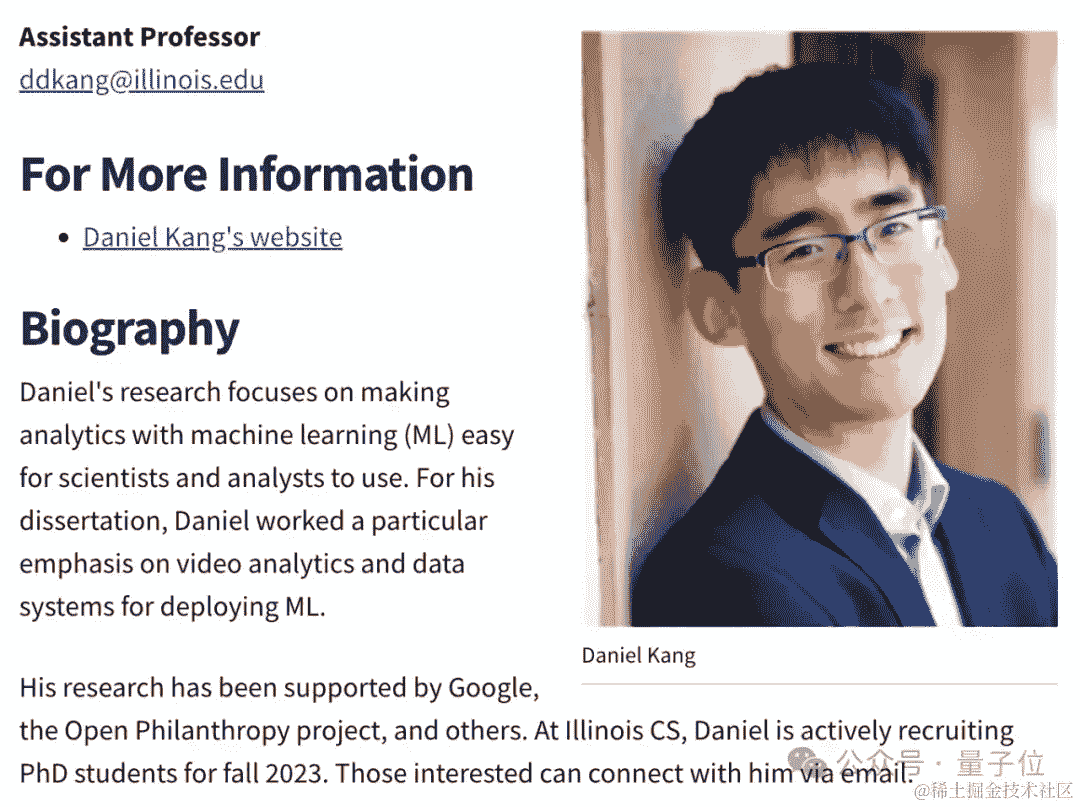 Assistant Professor
ddkang@illinois.edu
For More Information
Daniel Kang's website
Biography
Daniel's research focuses on making
analytics with machine learning (ML) easy
for scientists and analysts to use. For his
dissertation, Daniel worked a particular
emphasis on video analytics and data
systems for deploying ML.
Daniel Kang
His research has been supported by Google,
the Open Philanthropy project, and others. At Illinois CS, Daniel is actively recruiting
PhD students for fall 2023. Those interested can connect with him via email.
公众号·量子位
@稀土掘金技术社区